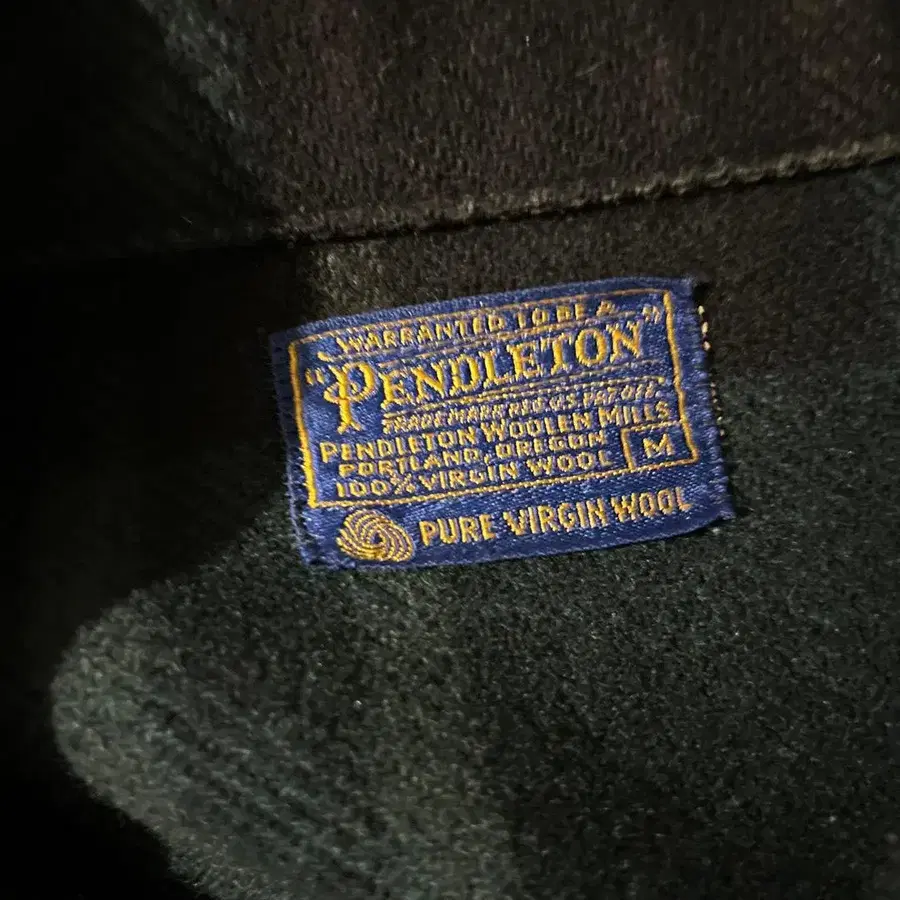 WARRANTED TO BE A
"PENDLETON"
TRADE MARK REG. U.S. PAT. OFF.
PENDLETON WOOLEN MILLS
PORTLAND, OREGON
100% VIRGIN WOOL
M
PURE VIRGIN WOOL